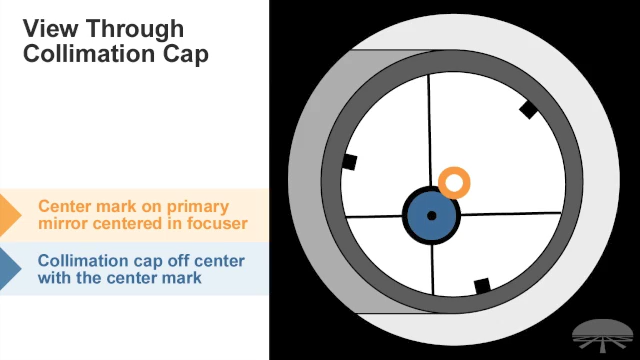 View Through
Collimation Cap
Center mark on primary
mirror centered in focuser
Collimation cap off center
with the center mark